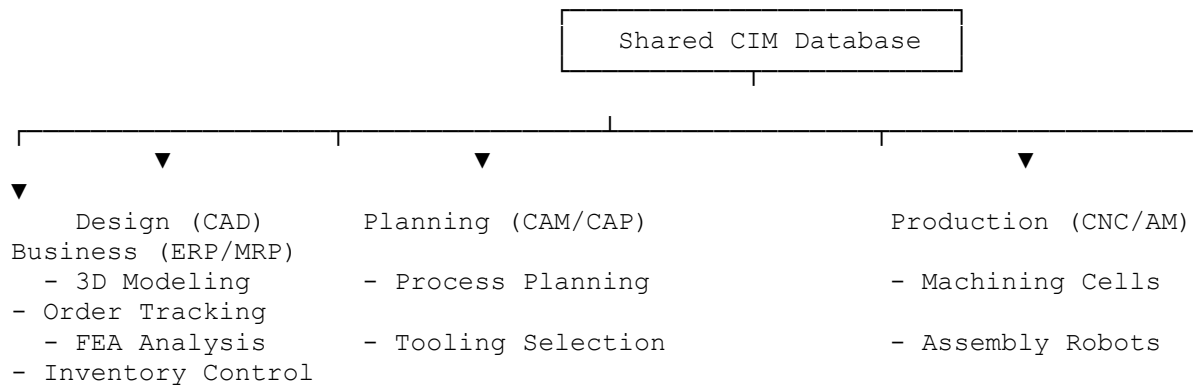 Shared CIM Database
Design (CAD) Planning (CAM/CAP) Production (CNC/AM)
Business (ERP/MRP)
- 3D Modeling - Process Planning - Machining Cells
- Order Tracking
- FEA Analysis - Tooling Selection - Assembly Robots
- Inventory Control